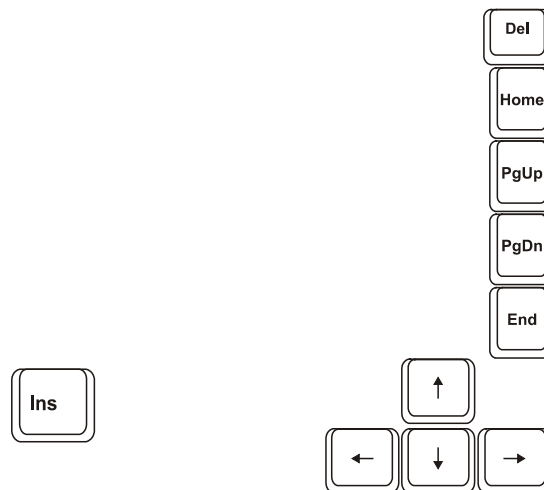 Del
Home
PgUp
PgDn
End
Ins
↑
← ↓ →